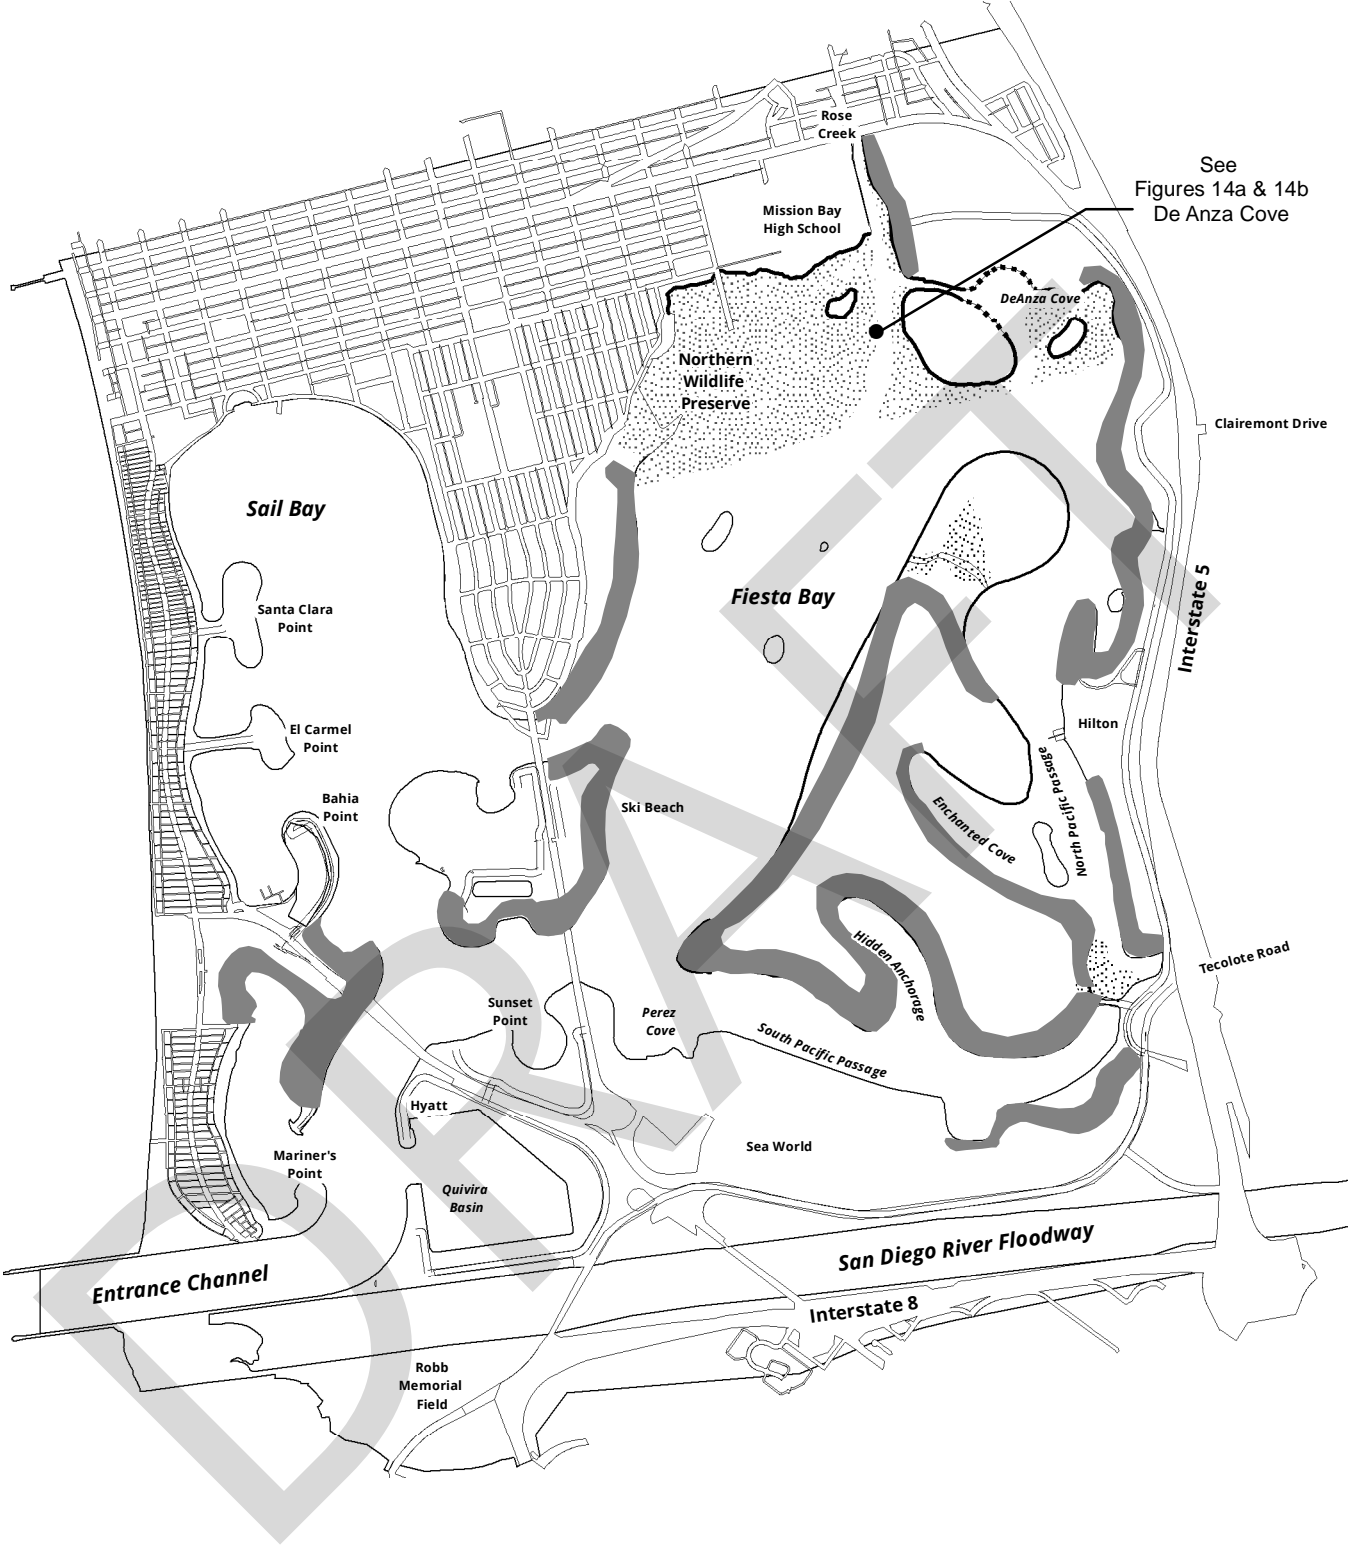 Rose
Creek
See
Figures 14a & 14b
De Anza Cove
Mission Bay
High School
DeAnza Cove
Northern
Wildlife
Preserve
Clairemont Drive
Sail Bay
Fiesta Bay
Interstate 5
Santa Clara
Point
El Carmel
Point
Hilton
North Pacific Passage
Bahia
Point
Ski Beach
Enchanted Cove
Hidden Anchorage
Tecolote Road
Sunset
Point
Perez
Cove
South Pacific Passage
Hyatt
Sea World
Mariner's
Point
Quivira
Basin
San Diego River Floodway
Entrance Channel
Interstate 8
Robb
Memorial
Field
DRAFT